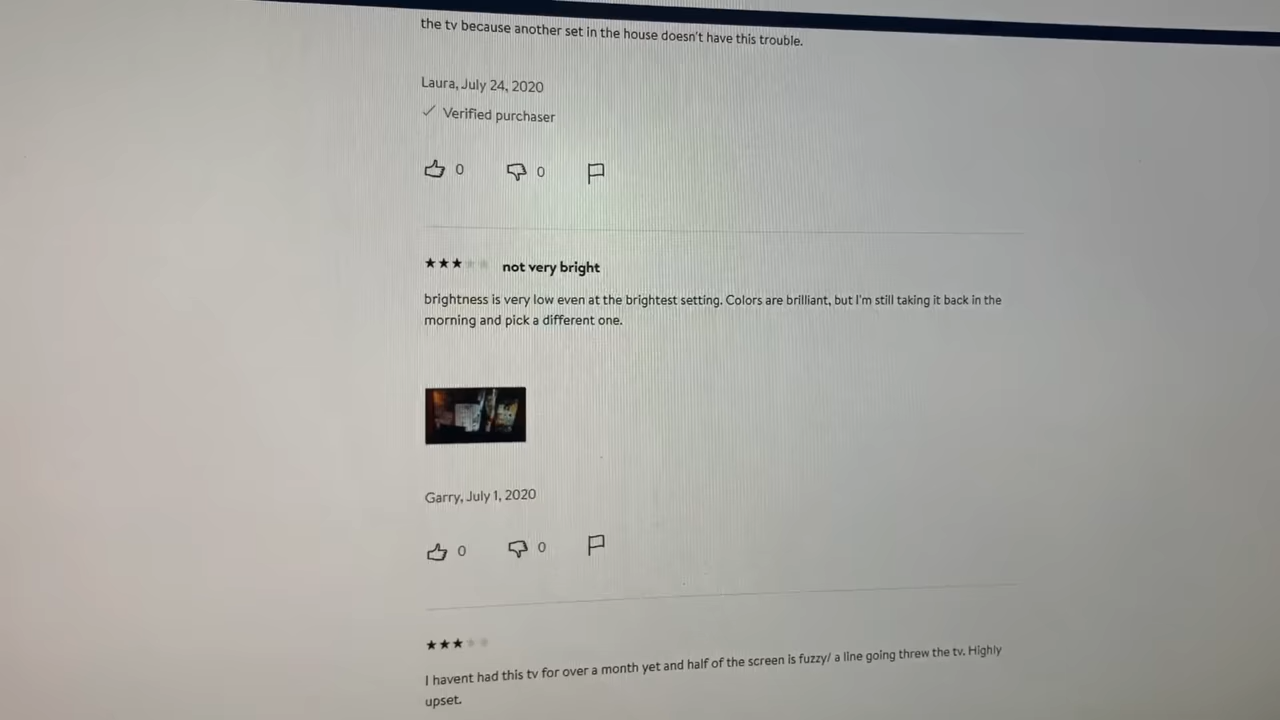 the tv because another set in the house doesn't have this trouble.
Laura, July 24, 2020
Verified purchaser
0 0
not very bright
brightness is very low even at the brightest setting. Colors are brilliant, but I'm still taking it back in the
morning and pick a different one.
Garry, July 1, 2020
0 0
I havent had this tv for over a month yet and half of the screen is fuzzy/ a line going threw the tv. Highly
upset.